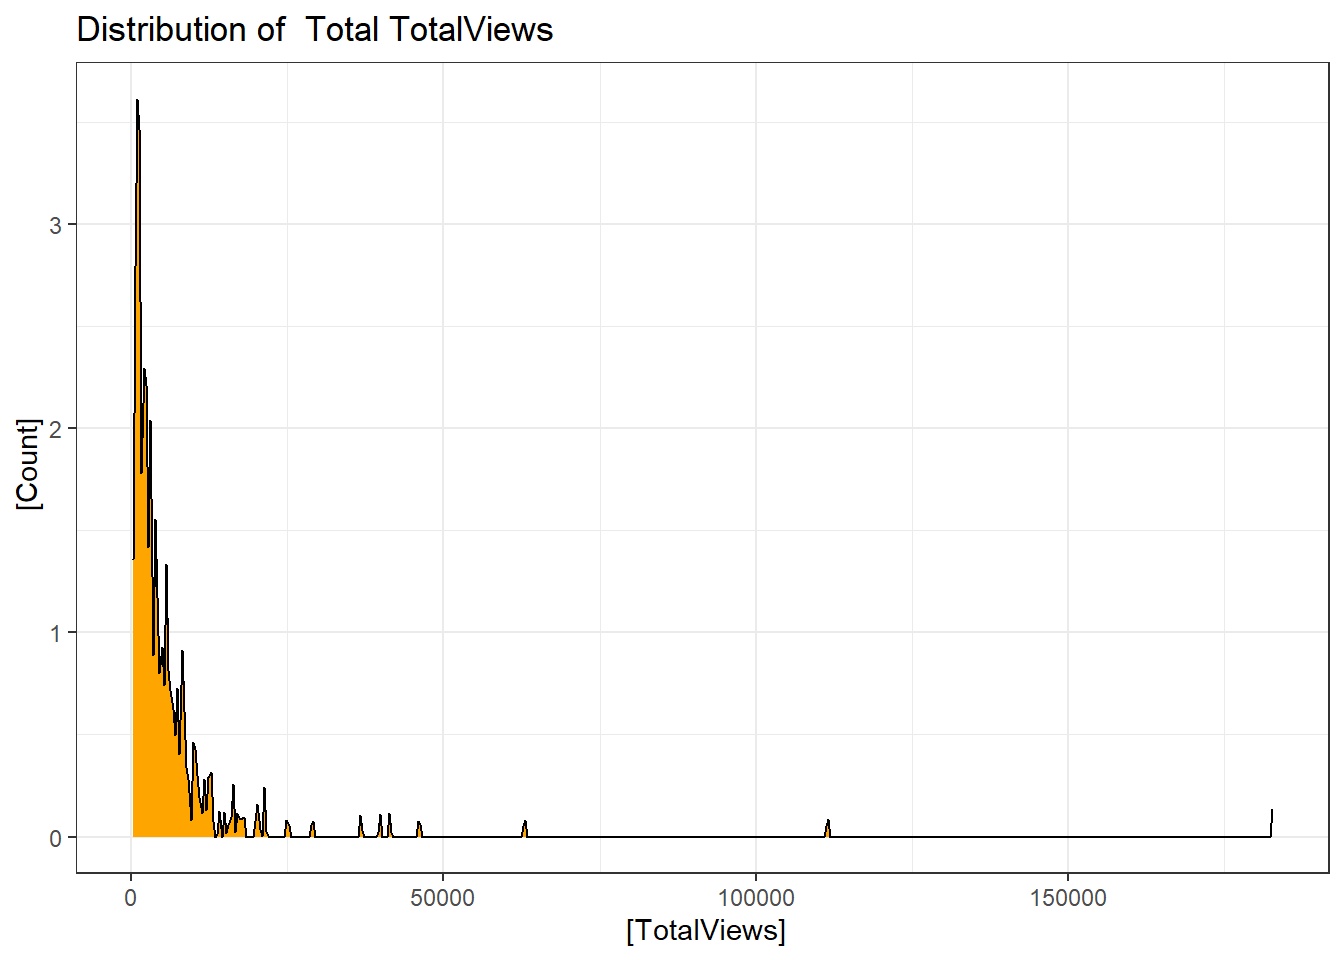 Distribution of  Total TotalViews
3
2
1
0
[Count]
0
50000
100000
150000
[TotalViews]